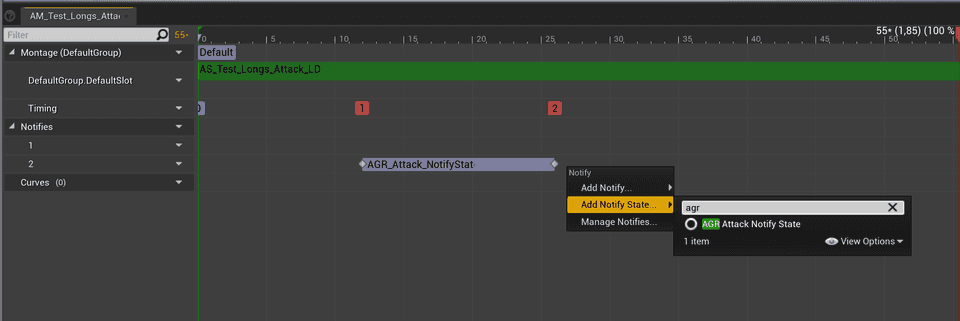 AM_Test_Longs_Attac
Filter
55*
55* (1,85) (100 %
0 5 10 15 20 25 30 35 40 45 50
Montage (DefaultGroup)
Default
AS_Test_Longs_Attack_LD
DefaultGroup.DefaultSlot
Timing
1 2
Notifies
1
2
AGR_Attack_NotifyStat
Curves (0)
Notify
Add Notify...
Add Notify State...
Manage Notifies...
agr
AGR Attack Notify State
1 item
View Options